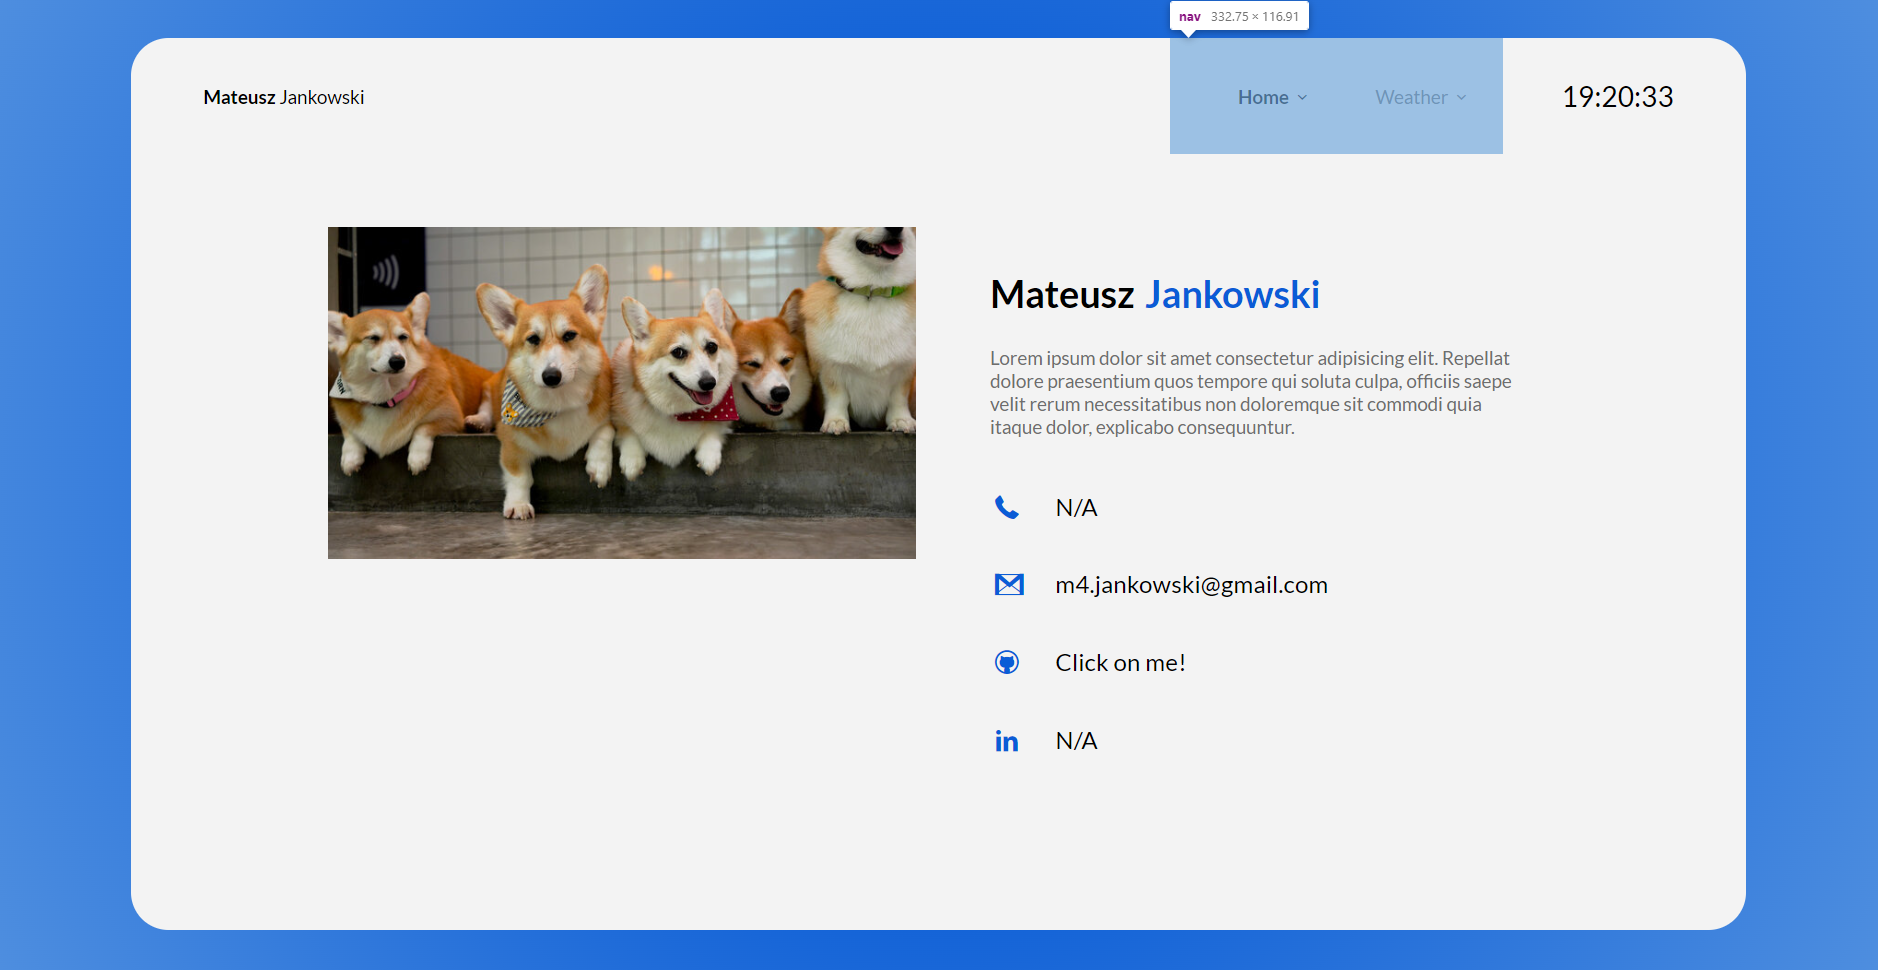 nav 332.75 × 116.91
Mateusz Jankowski
Home
Weather
19:20:33
Mateusz Jankowski
Lorem ipsum dolor sit amet consectetur adipisicing elit. Repellat
dolore praesentium quos tempore qui soluta culpa, officiis saepe
velit rerum necessitatibus non doloremque sit commodi quia
itaque dolor, explicabo consequuntur.
N/A
m4.jankowski@gmail.com
Click on me!
in N/A